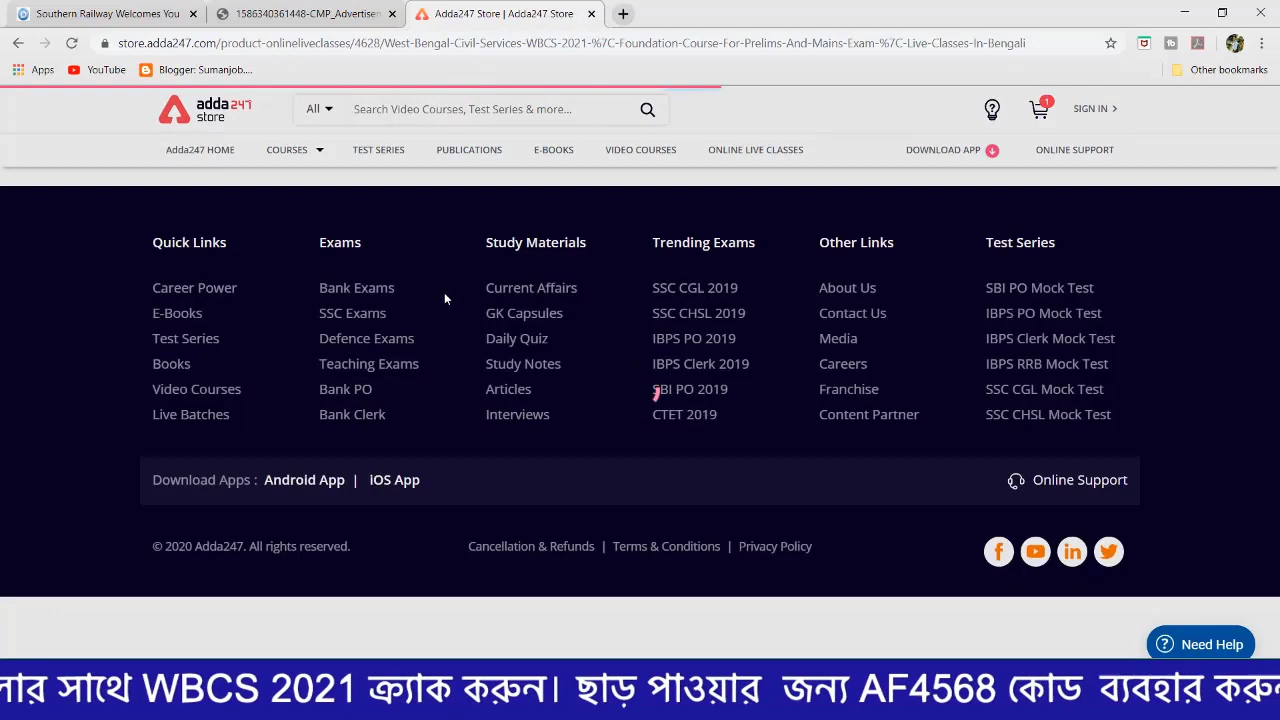 Southern Railway Welcomes You
1586340361448-CMP_Advertisem
Adda247 Store | Adda247 Store
store.adda247.com/product-onlineliveclasses/4628/West-Bengal-Civil-Services-WBCS-2021-%7C-Foundation-Course-For-Prelims-And-Mains-Exam-%7C-Live-Classes-In-Bengali
Apps YouTube Blogger: Sumanjob.... Other bookmarks
adda247 store
All Search Video Courses, Test Series & more...
1
SIGN IN >
Adda247 HOME COURSES TEST SERIES PUBLICATIONS E-BOOKS VIDEO COURSES ONLINE LIVE CLASSES DOWNLOAD APP ONLINE SUPPORT
Quick Links Exams Study Materials Trending Exams Other Links Test Series
Career Power Bank Exams Current Affairs SSC CGL 2019 About Us SBI PO Mock Test
E-Books SSC Exams GK Capsules SSC CHSL 2019 Contact Us IBPS PO Mock Test
Test Series Defence Exams Daily Quiz IBPS PO 2019 Media IBPS Clerk Mock Test
Books Teaching Exams Study Notes IBPS Clerk 2019 Careers IBPS RRB Mock Test
Video Courses Bank PO Articles SBI PO 2019 Franchise SSC CGL Mock Test
Live Batches Bank Clerk Interviews CTET 2019 Content Partner SSC CHSL Mock Test
Download Apps : Android App | iOS App Online Support
© 2020 Adda247. All rights reserved. Cancellation & Refunds | Terms & Conditions | Privacy Policy
Need Help
সাথে WBCS 2021 ক্র্যাক করুন। ছাড় পাওয়ার জন্য AF4568 কোড ব্যবহার করুন